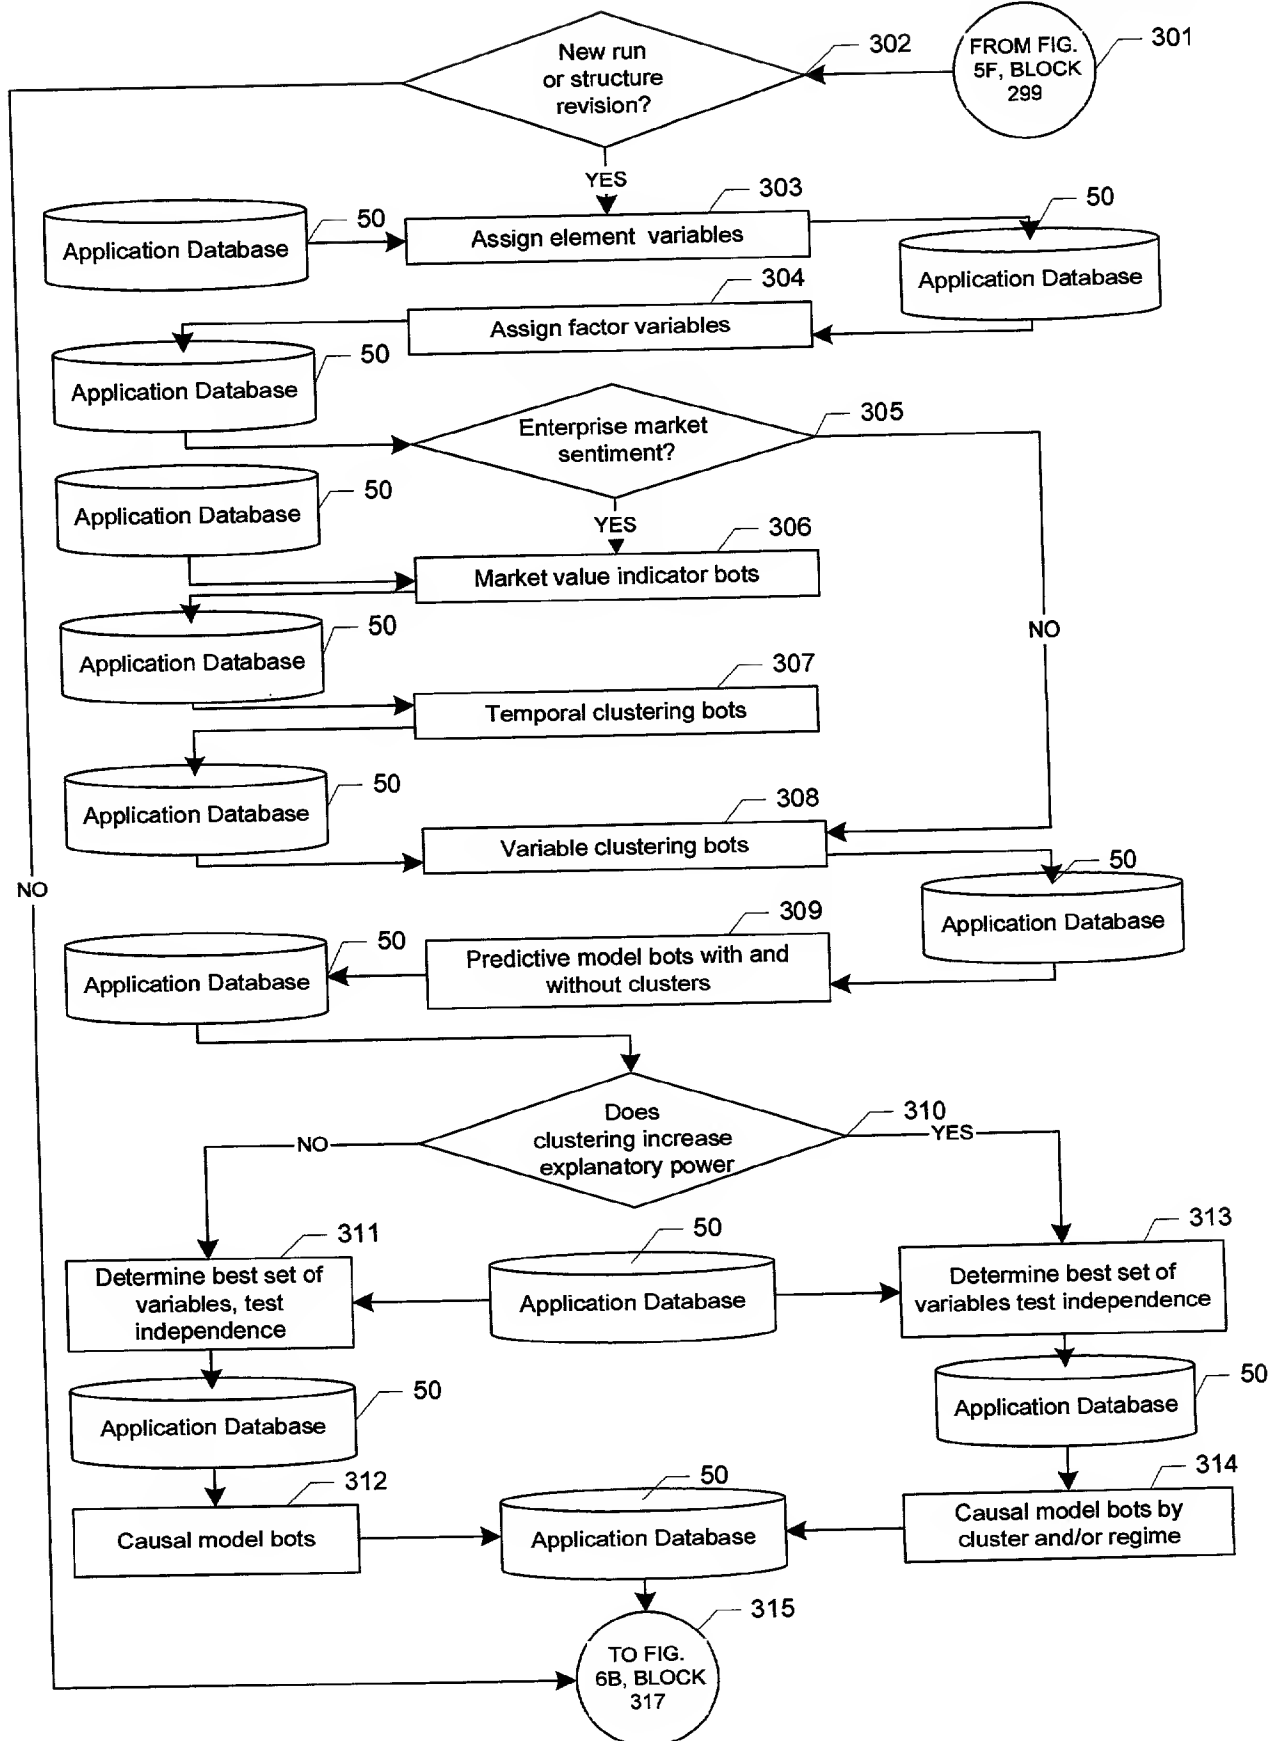 New run
or structure
revision?
302
FROM FIG.
5F, BLOCK
299
301
YES
303
50
Assign element variables
50
Application Database
Application Database
304
Assign factor variables
50
Application Database
305
Enterprise market
sentiment?
50
Application Database
YES
306
Market value indicator bots
50
Application Database
NO
307
Temporal clustering bots
50
Application Database
308
Variable clustering bots
50
NO
Application Database
309
50
Predictive model bots with and
without clusters
Application Database
Does
clustering increase
explanatory power
310
NO
YES
311
50
313
Determine best set of
variables, test
independence
Application Database
Determine best set of
variables test independence
50
Application Database
50
Application Database
312
50
314
Causal model bots
Application Database
Causal model bots by
cluster and/or regime
315
TO FIG.
6B, BLOCK
317